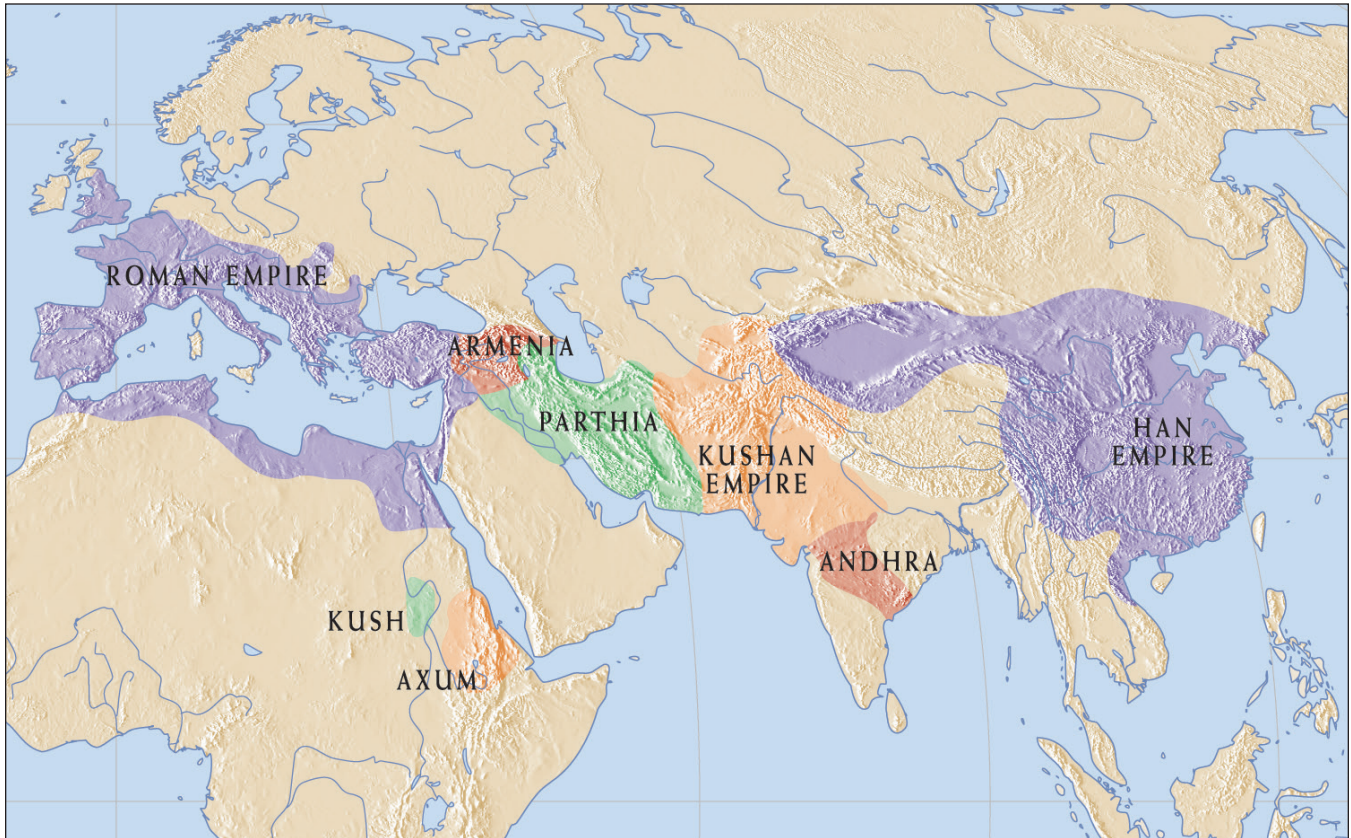 ROMAN EMPIRE
ARMENIA
PARTHIA
KUSHAN
EMPIRE
HAN
EMPIRE
ANDHRA
KUSH
AXUM